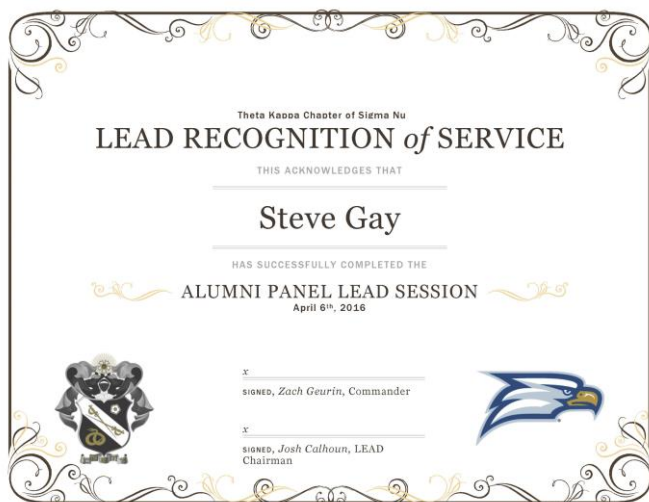 Theta Kappa Chapter of Sigma Nu
LEAD RECOGNITION of SERVICE
THIS ACKNOWLEDGES THAT
Steve Gay
HAS SUCCESSFULLY COMPLETED THE
ALUMNI PANEL LEAD SESSION
April 6th, 2016
x
SIGNED, Zach Geurin, Commander
x
SIGNED, Josh Calhoun, LEAD
Chairman